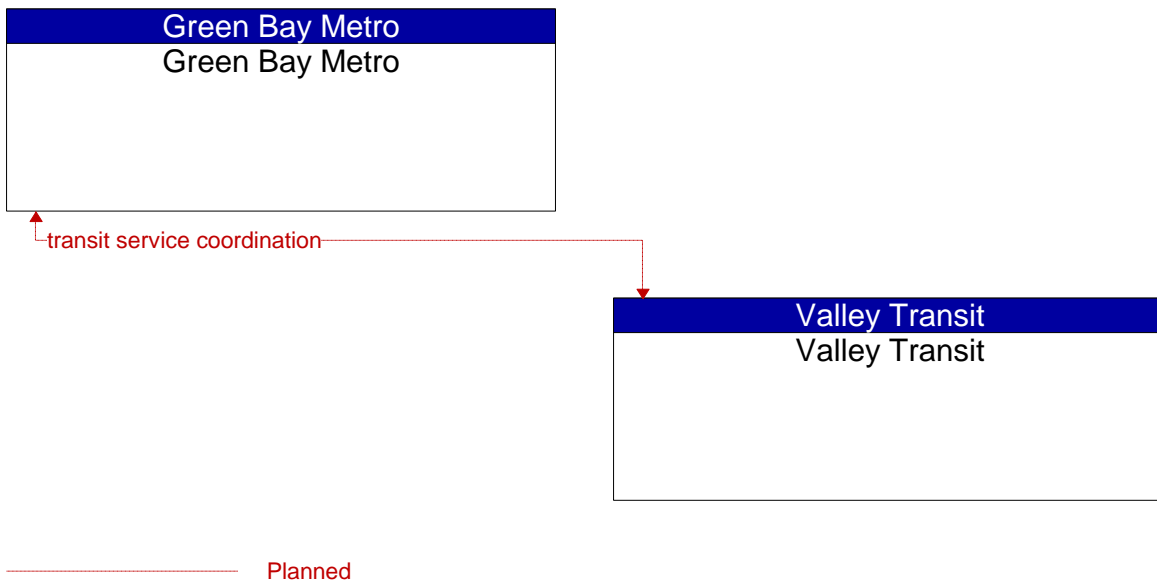 Green Bay Metro
Green Bay Metro
transit service coordination
Valley Transit
Valley Transit
Planned